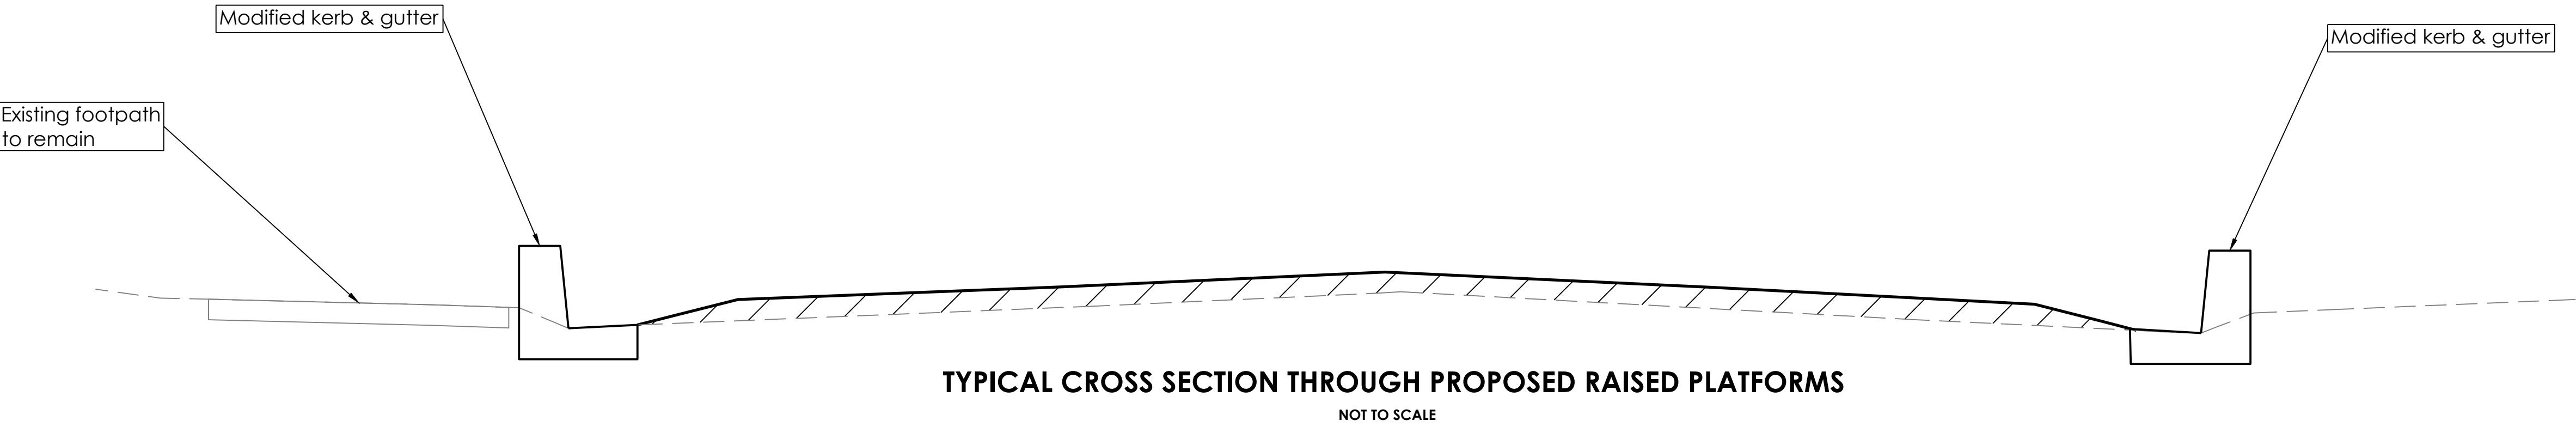 Modified kerb & gutter
Modified kerb & gutter
Existing footpath
to remain
TYPICAL CROSS SECTION THROUGH PROPOSED RAISED PLATFORMS
NOT TO SCALE